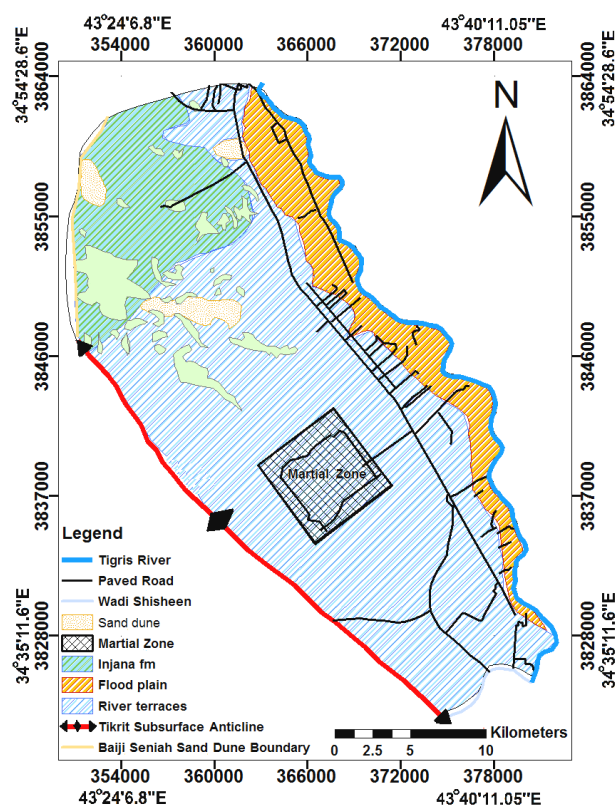 43°24'6.8"E 43°40'11.05"E
354000 360000 366000 372000 378000
34°54'28.6"E
3864000
3864000
34°54'28.6"E
N
3855000
3855000
3846000
3846000
Martial Zone
3837000
3837000
34°35'11.6"E
3828000
3828000
34°35'11.6"E
Legend
Tigris River
Paved Road
Wadi Shisheen
Sand dune
Martial Zone
Injana fm
Flood plain
River terraces
Tikrit Subsurface Anticline
Baiji Seniah Sand Dune Boundary
Kilometers
0 2.5 5 10
354000 360000 366000 372000 378000
43°24'6.8"E 43°40'11.05"E